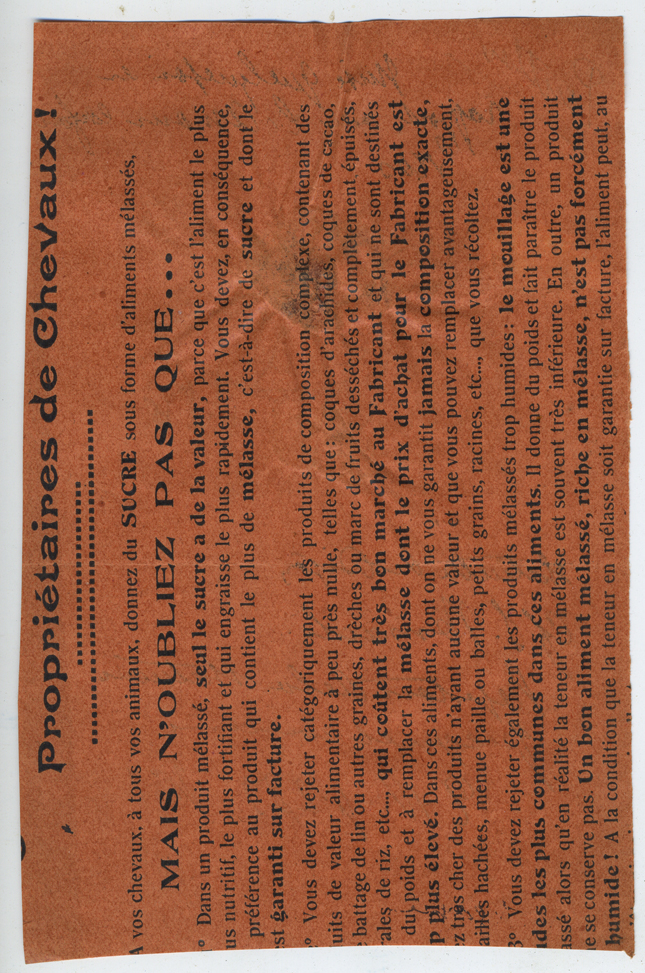 Propriétaires de Chevaux !
A vos chevaux, à tous vos animaux, donnez du SUCRE sous forme d'aliments mélassés,
MAIS N'OUBLIEZ PAS QUE...
° Dans un produit mélassé, seul le sucre a de la valeur, parce que c'est l'aliment le plus
us nutritif, le plus fortifiant et qui engraisse le plus rapidement. Vous devez, en conséquence,
préférence au produit qui contient le plus de mélasse, c'est-à-dire de sucre et dont le
st garanti sur facture.
° Vous devez rejeter catégoriquement les produits de composition complexe, contenant des
uits de valeur alimentaire à peu près mille, telles que : coques d'arachides, coques de cacao,
battage de lin ou autres graines, drèches ou marc de fruits desséchés et complètement épuisés,
ales de riz, etc..., qui coûtent très bon marché au Fabricant et qui ne sont destinés
du poids et à remplacer la mélasse dont le prix d'achat pour le Fabricant est
p plus élevé. Dans ces aliments, dont on ne vous garantit jamais la composition exacte,
z très cher des produits n'ayant aucune valeur et que vous pouvez remplacer avantageusement,
ailles hachées, menue paille ou balles, petits grains, racines, etc..., que vous récoltez.
3° Vous devez rejeter également les produits mélassés trop humides : le mouillage est une
des les plus communes dans ces aliments. Il donne du poids et fait paraître le produit
assé alors qu'en réalité la teneur en mélasse est souvent très inférieure. En outre, un produit
e se conserve pas. Un bon aliment mélassé, riche en mélasse, n'est pas forcément
humide ! A la condition que la teneur en mélasse soit garantie sur facture, l'aliment peut, au